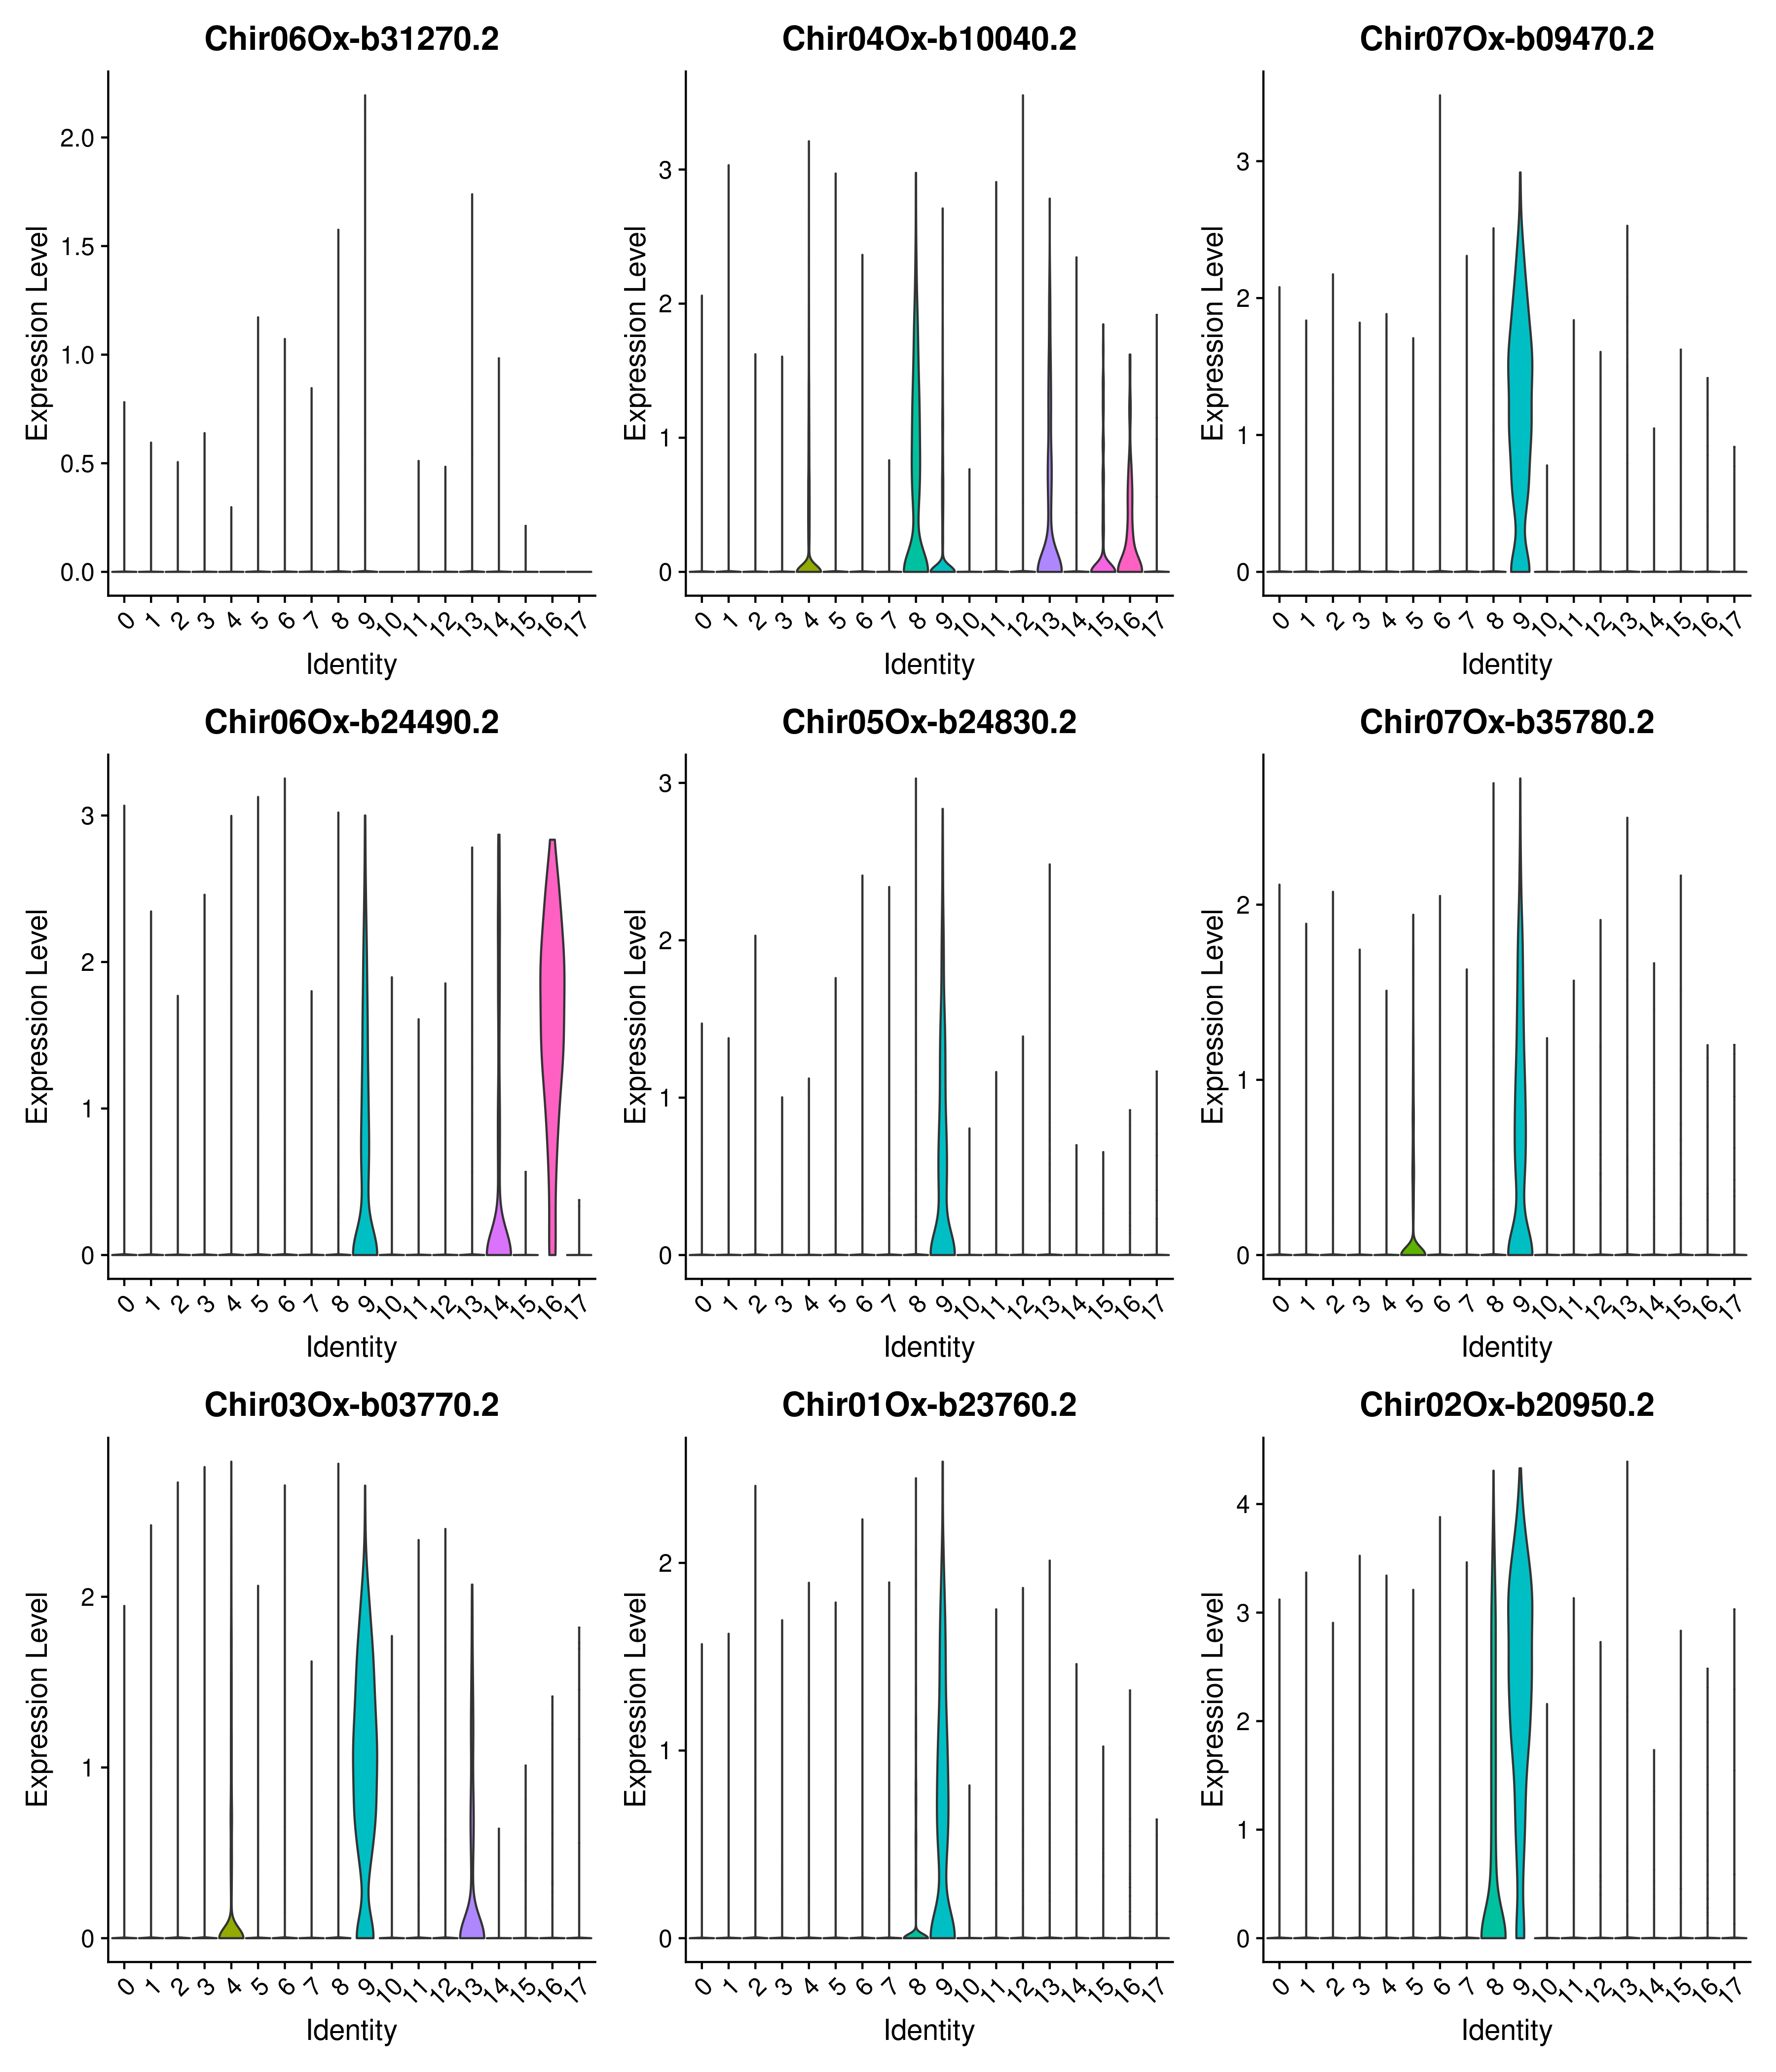 Chir06Ox-b31270.2
Chir04Ox-b10040.2
Chir07Ox-b09470.2
Expression Level
2.0
1.5
1.0
0.5
0.0
0 1 2 3 4 5 6 7 8 9 10 11 12 13 14 15 16 17
Identity
Expression Level
3
2
1
0
0 1 2 3 4 5 6 7 8 9 10 11 12 13 14 15 16 17
Identity
Expression Level
3
2
1
0
0 1 2 3 4 5 6 7 8 9 10 11 12 13 14 15 16 17
Identity
Chir06Ox-b24490.2
Chir05Ox-b24830.2
Chir07Ox-b35780.2
Expression Level
3
2
1
0
0 1 2 3 4 5 6 7 8 9 10 11 12 13 14 15 16 17
Identity
Expression Level
3
2
1
0
0 1 2 3 4 5 6 7 8 9 10 11 12 13 14 15 16 17
Identity
Expression Level
2
1
0
0 1 2 3 4 5 6 7 8 9 10 11 12 13 14 15 16 17
Identity
Chir03Ox-b03770.2
Chir01Ox-b23760.2
Chir02Ox-b20950.2
Expression Level
2
1
0
0 1 2 3 4 5 6 7 8 9 10 11 12 13 14 15 16 17
Identity
Expression Level
2
1
0
0 1 2 3 4 5 6 7 8 9 10 11 12 13 14 15 16 17
Identity
Expression Level
4
3
2
1
0
0 1 2 3 4 5 6 7 8 9 10 11 12 13 14 15 16 17
Identity